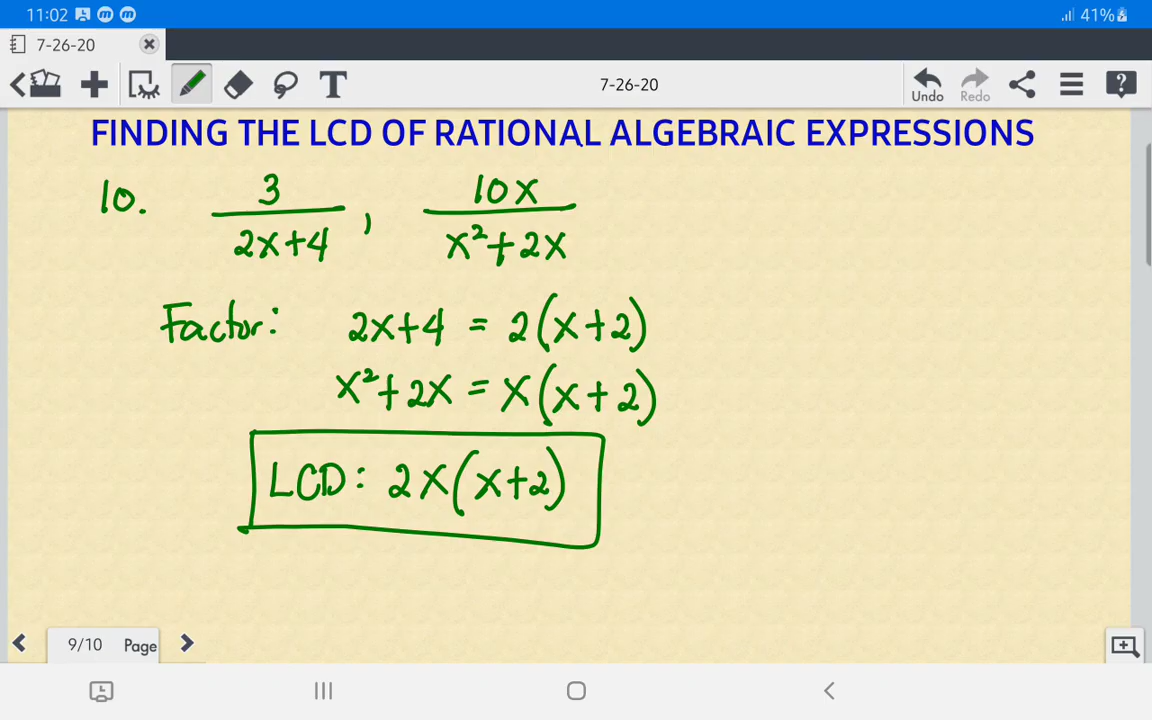 11:02 41%
7-26-20
7-26-20 Undo Redo
FINDING THE LCD OF RATIONAL ALGEBRAIC EXPRESSIONS
10. 3/(2x+4) , 10x/(x²+2x)
Factor: 2x+4 = 2(x+2)
x²+2x = x(x+2)
LCD: 2x(x+2)
9/10 Page